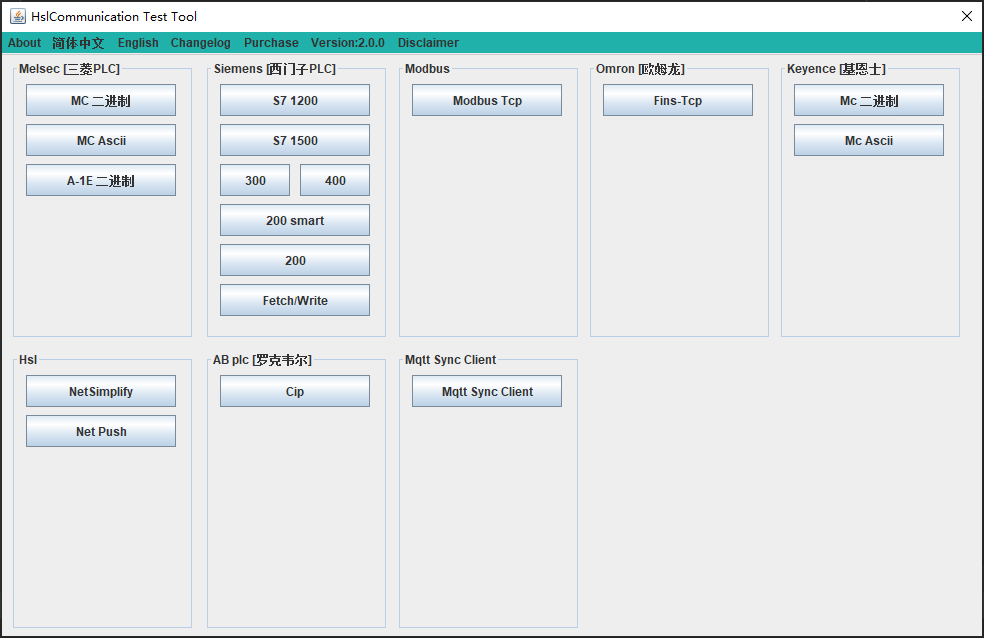 HslCommunication Test Tool
About 简体中文 English Changelog Purchase Version:2.0.0 Disclaimer
Melsec [三菱PLC]
MC 二进制
MC Ascii
A-1E 二进制
Siemens [西门子PLC]
S7 1200
S7 1500
300 400
200 smart
200
Fetch/Write
Modbus
Modbus Tcp
Omron [欧姆龙]
Fins-Tcp
Keyence [基恩士]
Mc 二进制
Mc Ascii
Hsl
NetSimplify
Net Push
AB plc [罗克韦尔]
Cip
Mqtt Sync Client
Mqtt Sync Client